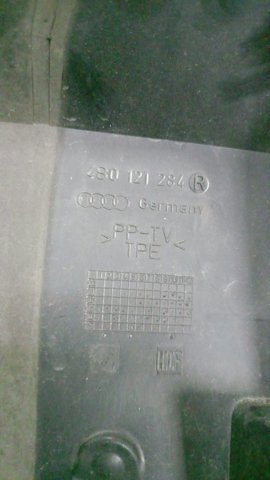 4B0 121 284 R
Germany
>PP-TV<
TPE